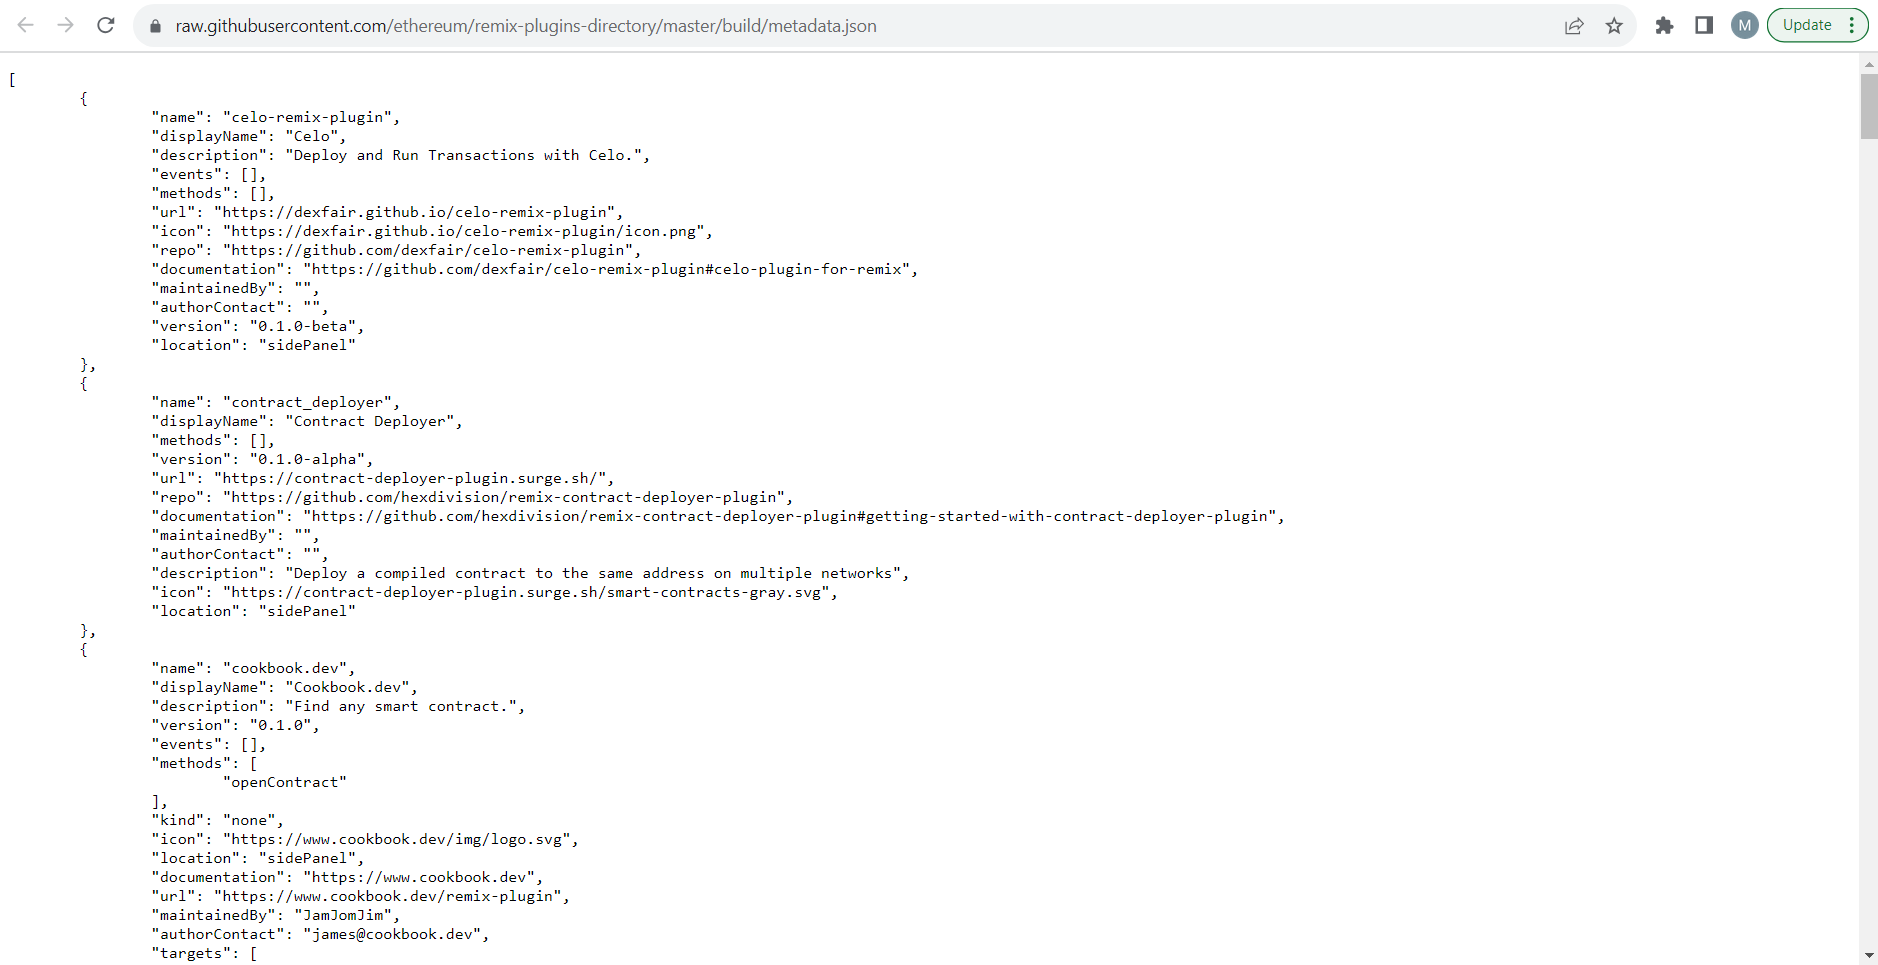 raw.githubusercontent.com/ethereum/remix-plugins-directory/master/build/metadata.json
M
Update
[
{
"name": "celo-remix-plugin",
"displayName": "Celo",
"description": "Deploy and Run Transactions with Celo.",
"events": [],
"methods": [],
"url": "https://dexfair.github.io/celo-remix-plugin",
"icon": "https://dexfair.github.io/celo-remix-plugin/icon.png",
"repo": "https://github.com/dexfair/celo-remix-plugin",
"documentation": "https://github.com/dexfair/celo-remix-plugin#celo-plugin-for-remix",
"maintainedBy": "",
"authorContact": "",
"version": "0.1.0-beta",
"location": "sidePanel"
},
{
"name": "contract_deployer",
"displayName": "Contract Deployer",
"methods": [],
"version": "0.1.0-alpha",
"url": "https://contract-deployer-plugin.surge.sh/",
"repo": "https://github.com/hexdivision/remix-contract-deployer-plugin",
"documentation": "https://github.com/hexdivision/remix-contract-deployer-plugin#getting-started-with-contract-deployer-plugin",
"maintainedBy": "",
"authorContact": "",
"description": "Deploy a compiled contract to the same address on multiple networks",
"icon": "https://contract-deployer-plugin.surge.sh/smart-contracts-gray.svg",
"location": "sidePanel"
},
{
"name": "cookbook.dev",
"displayName": "Cookbook.dev",
"description": "Find any smart contract.",
"version": "0.1.0",
"events": [],
"methods": [
"openContract"
],
"kind": "none",
"icon": "https://www.cookbook.dev/img/logo.svg",
"location": "sidePanel",
"documentation": "https://www.cookbook.dev",
"url": "https://www.cookbook.dev/remix-plugin",
"maintainedBy": "JamJomJim",
"authorContact": "james@cookbook.dev",
"targets": [